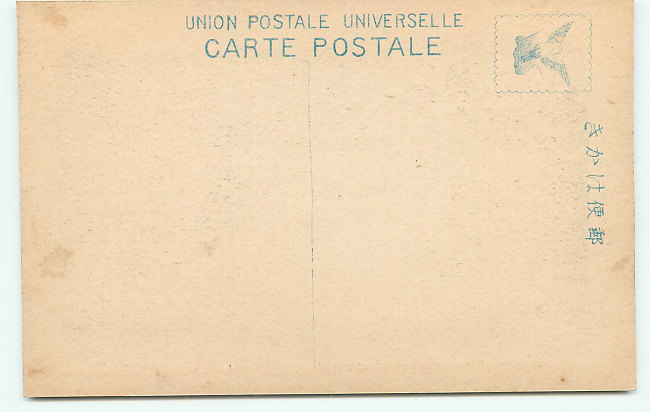 UNION POSTALE UNIVERSELLE
CARTE POSTALE
郵便はかき